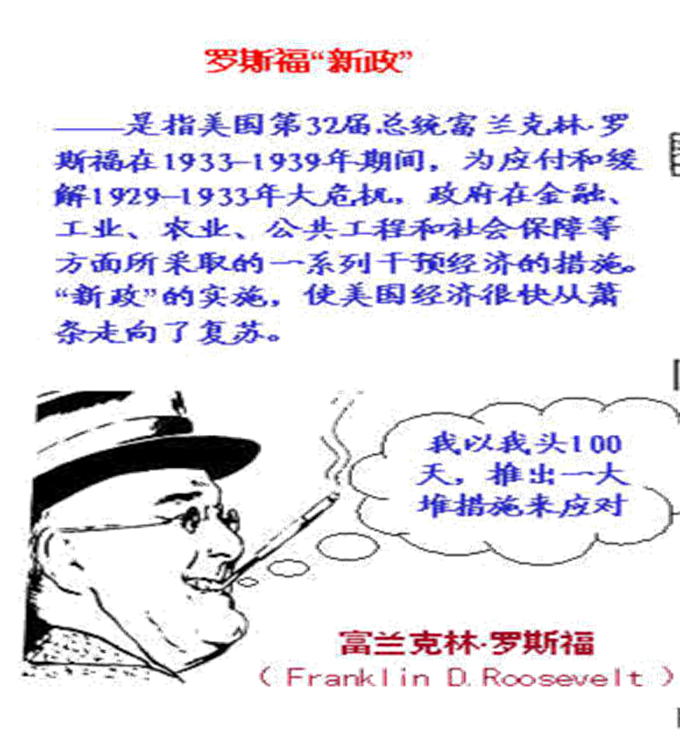 罗斯福“新政”
——是指美国第32届总统富兰克林·罗
斯福在1933—1939年期间，为应付和缓
解1929—1933年大危机，政府在金融、
工业、农业、公共工程和社会保障等
方面所采取的一系列干预经济的措施。
“新政”的实施，使美国经济很快从萧
条走向了复苏。
我以我头100
天，推出一大
堆措施来应对
富兰克林·罗斯福
（Franklin D.Roosevelt）